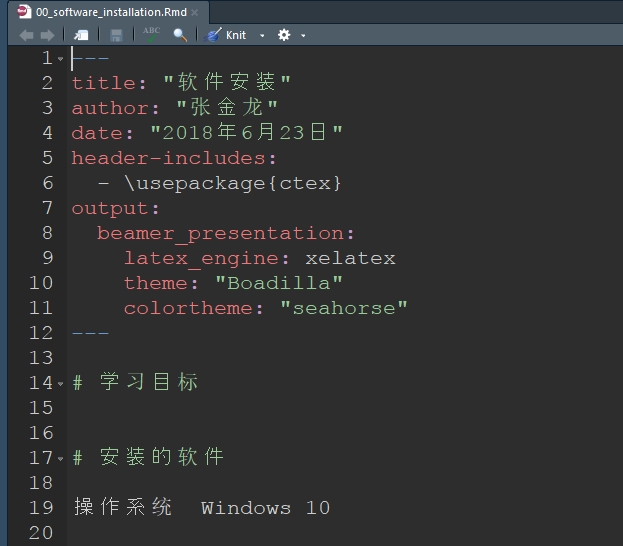 00_software_installation.Rmd
ABC Knit
1 ---
2 title: "软件安装"
3 author: "张金龙"
4 date: "2018年6月23日"
5 header-includes:
6   - \usepackage{ctex}
7 output:
8   beamer_presentation:
9     latex_engine: xelatex
10     theme: "Boadilla"
11     colortheme: "seahorse"
12 ---
13
14 # 学习目标
15
16
17 # 安装的软件
18
19 操作系统  Windows 10
20